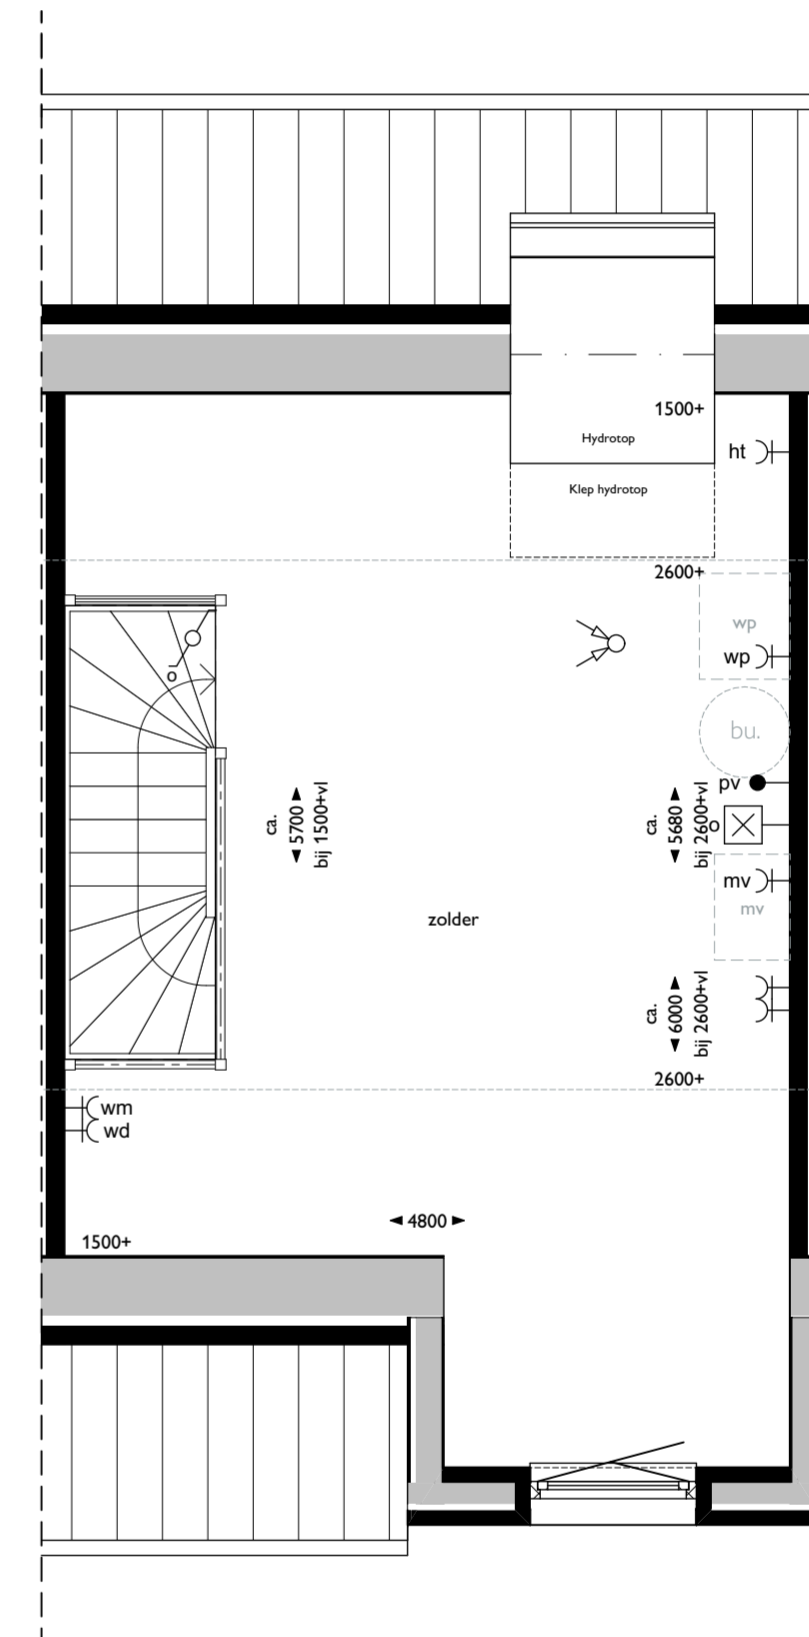 1500+
Hydrotop
ht
Klep hydrotop
2600+
wp
wp
o
bu.
pv
ca.
5700
bij 1500+vl
ca.
5680
bij 2600+vl
o
mv
mv
zolder
ca.
6000
bij 2600+vl
2600+
wm
wd
4800
1500+